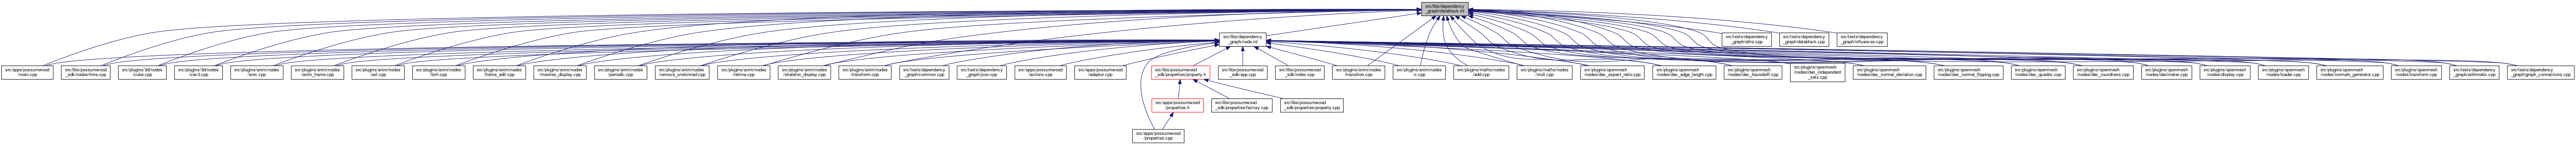 src/libs/dependency
_graph/datablock.inl
src/libs/dependency
_graph/node.inl
src/tests/dependency
_graph/attrs.cpp
src/tests/dependency
_graph/datablock.cpp
src/tests/dependency
_graph/influences.cpp
src/apps/possumwood
/main.cpp
src/libs/possumwood
_sdk/nodes/time.cpp
src/plugins/3d/nodes
/cube.cpp
src/plugins/3d/nodes
/vec3.cpp
src/plugins/anim/nodes
/amc.cpp
src/plugins/anim/nodes
/anim_frame.cpp
src/plugins/anim/nodes
/asf.cpp
src/plugins/anim/nodes
/bvh.cpp
src/plugins/anim/nodes
/frame_edit.cpp
src/plugins/anim/nodes
/meshes_display.cpp
src/plugins/anim/nodes
/periodic.cpp
src/plugins/anim/nodes
/remove_unskinned.cpp
src/plugins/anim/nodes
/retime.cpp
src/plugins/anim/nodes
/skeleton_display.cpp
src/plugins/anim/nodes
/transform.cpp
src/tests/dependency
_graph/common.cpp
src/tests/dependency
_graph/json.cpp
src/apps/possumwood
/actions.cpp
src/apps/possumwood
/adaptor.cpp
src/libs/possumwood
_sdk/properties/property.h
src/libs/possumwood
_sdk/app.cpp
src/libs/possumwood
_sdk/index.cpp
src/plugins/anim/nodes
/transition.cpp
src/plugins/anim/nodes
/x.cpp
src/plugins/maths/nodes
/add.cpp
src/plugins/maths/nodes
/mult.cpp
src/plugins/openmesh
/nodes/dec_aspect_ratio.cpp
src/plugins/openmesh
/nodes/dec_edge_length.cpp
src/plugins/openmesh
/nodes/dec_hausdorff.cpp
src/plugins/openmesh
/nodes/dec_independent
_sets.cpp
src/plugins/openmesh
/nodes/dec_normal_deviation.cpp
src/plugins/openmesh
/nodes/dec_normal_flipping.cpp
src/plugins/openmesh
/nodes/dec_quadric.cpp
src/plugins/openmesh
/nodes/dec_roundness.cpp
src/plugins/openmesh
/nodes/decimater.cpp
src/plugins/openmesh
/nodes/display.cpp
src/plugins/openmesh
/nodes/loader.cpp
src/plugins/openmesh
/nodes/normals_generator.cpp
src/plugins/openmesh
/nodes/transform.cpp
src/tests/dependency
_graph/arithmetic.cpp
src/tests/dependency
_graph/graph_connections.cpp
src/apps/possumwood
/properties.h
src/libs/possumwood
_sdk/properties/factory.cpp
src/libs/possumwood
_sdk/properties/property.cpp
src/apps/possumwood
/properties.cpp